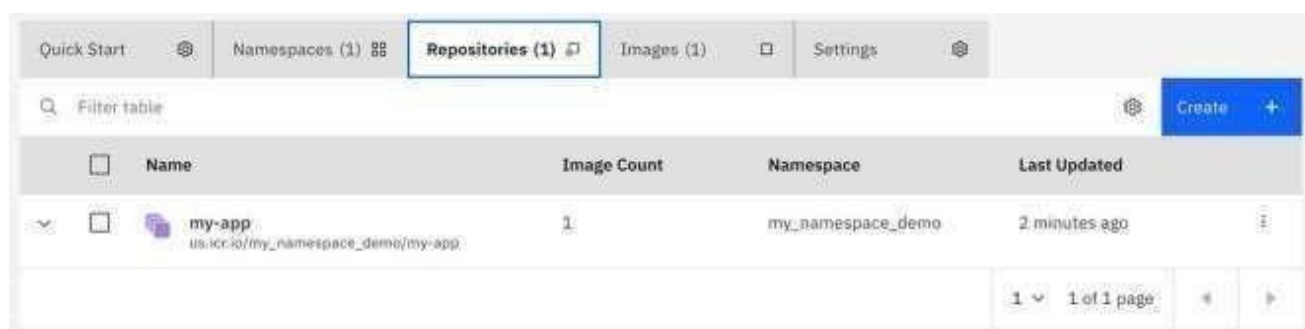 Quick Start Namespaces (1) Repositories (1) Images (1) Settings
Filter table Create +
Name Image Count Namespace Last Updated
my-app 1 my_namespace_demo 2 minutes ago
us.icr.io/my_namespace_demo/my-app
1 1 of 1 page